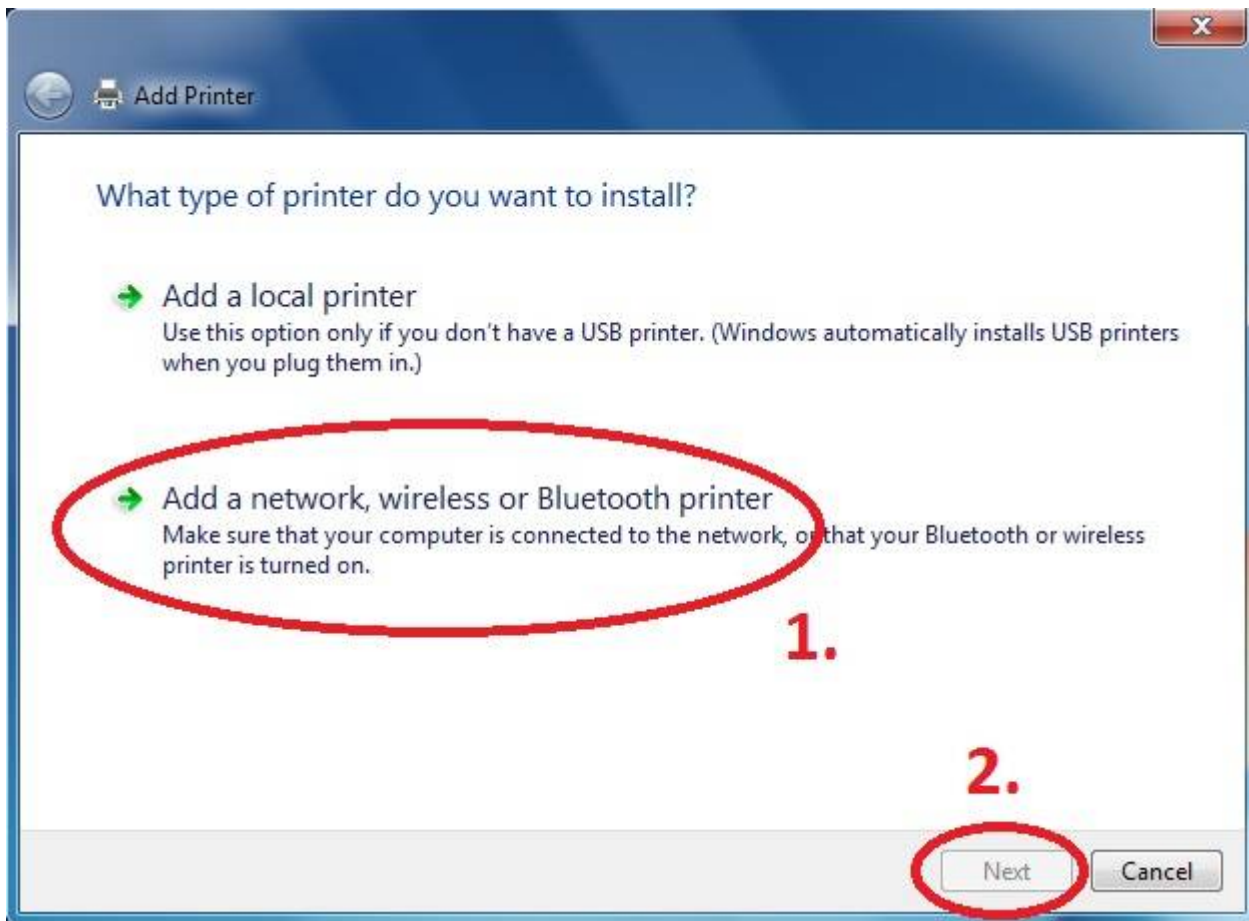 Add Printer
What type of printer do you want to install?
Add a local printer
Use this option only if you don't have a USB printer. (Windows automatically installs USB printers
when you plug them in.)
Add a network, wireless or Bluetooth printer
Make sure that your computer is connected to the network, or that your Bluetooth or wireless
printer is turned on.
1.
2.
Next Cancel